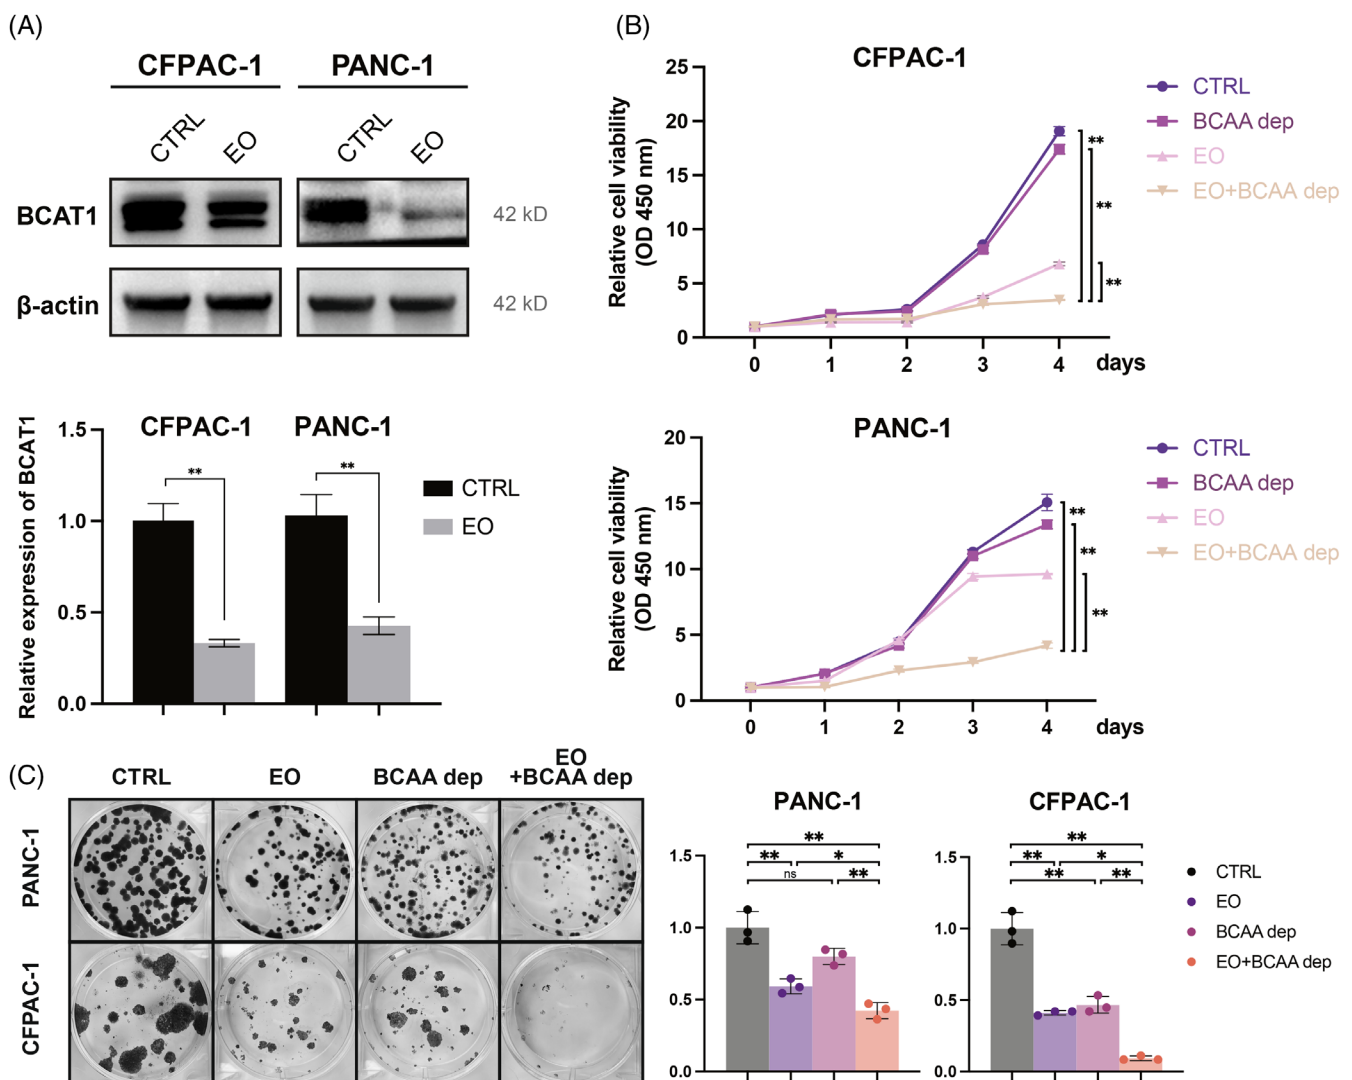 (A)
CFPAC-1 PANC-1
CTRL EO CTRL EO
BCAT1 42 kD
β-actin 42 kD
Relative expression of BCAT1
CFPAC-1 PANC-1
1.5
1.0
0.5
0.0
** **
CTRL
EO
(B)
CFPAC-1
Relative cell viability
(OD 450 nm)
25
20
15
10
5
0
0 1 2 3 4 days
CTRL
BCAA dep
EO
EO+BCAA dep
**
**
**
PANC-1
Relative cell viability
(OD 450 nm)
20
15
10
5
0
0 1 2 3 4 days
CTRL
BCAA dep
EO
EO+BCAA dep
**
**
**
(C)
CTRL EO BCAA dep EO
+BCAA dep
PANC-1
CFPAC-1
PANC-1
**
** *
ns **
1.5
1.0
0.5
0.0
CFPAC-1
**
** *
** **
1.5
1.0
0.5
0.0
CTRL
EO
BCAA dep
EO+BCAA dep